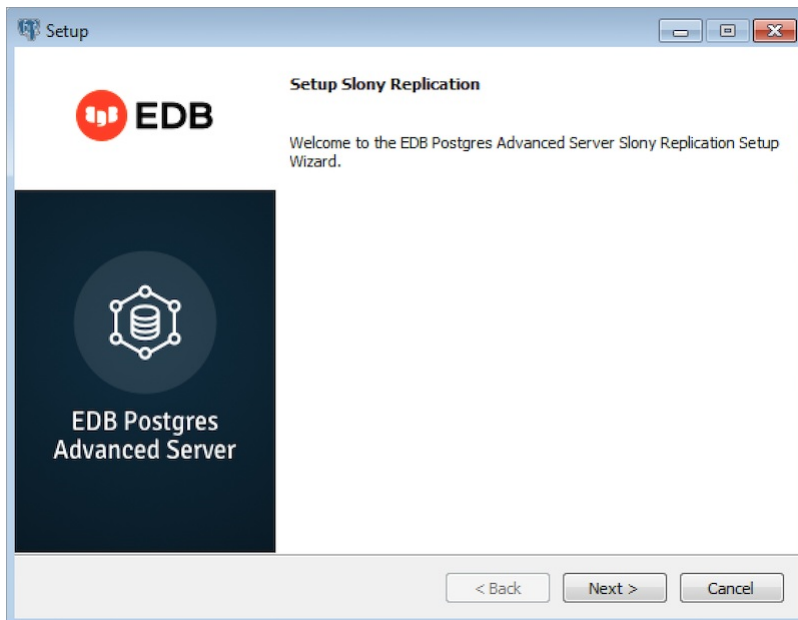 Setup
EDB
Setup Slony Replication
Welcome to the EDB Postgres Advanced Server Slony Replication Setup
Wizard.
EDB Postgres
Advanced Server
< Back
Next >
Cancel